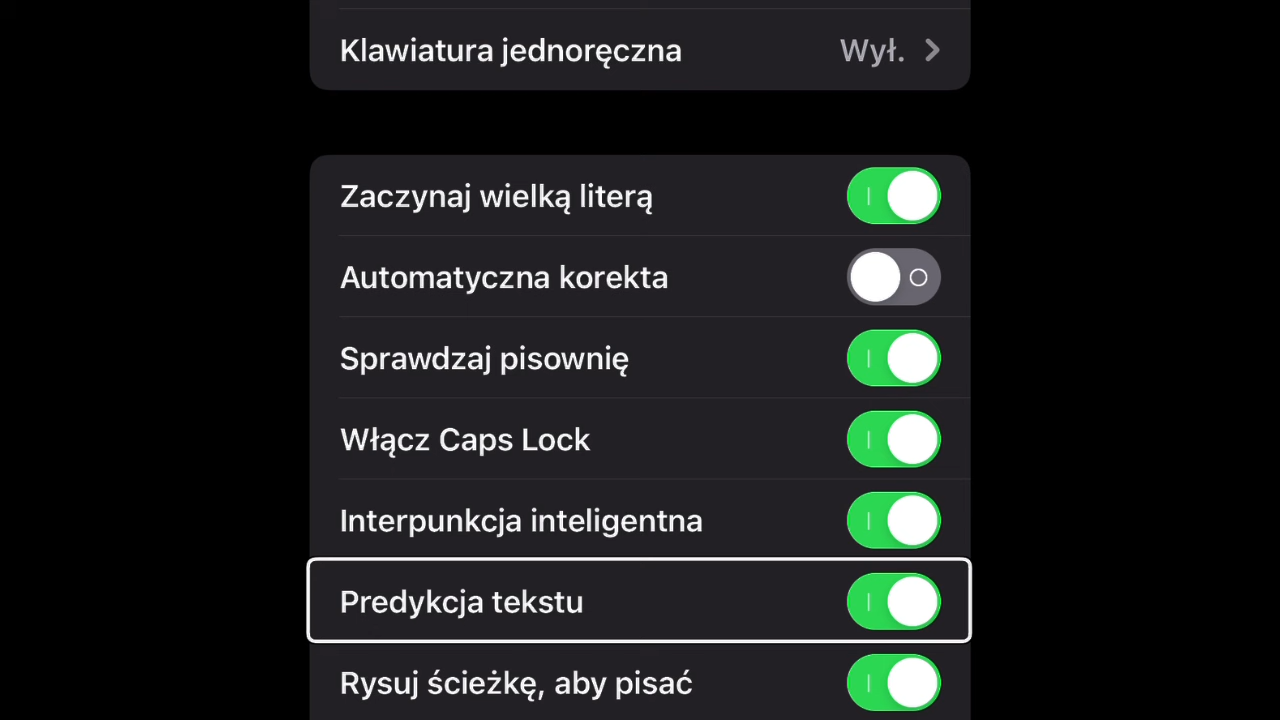 Klawiatura jednoręczna Wył.
Zaczynaj wielką literą
Automatyczna korekta
Sprawdzaj pisownię
Włącz Caps Lock
Interpunkcja inteligentna
Predykcja tekstu
Rysuj ścieżkę, aby pisać